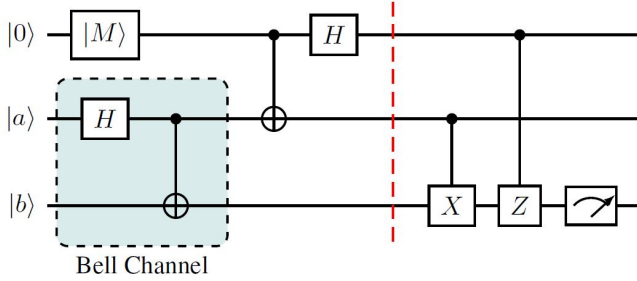 |0⟩ |M⟩ H
|a⟩ H
|b⟩ X Z
Bell Channel